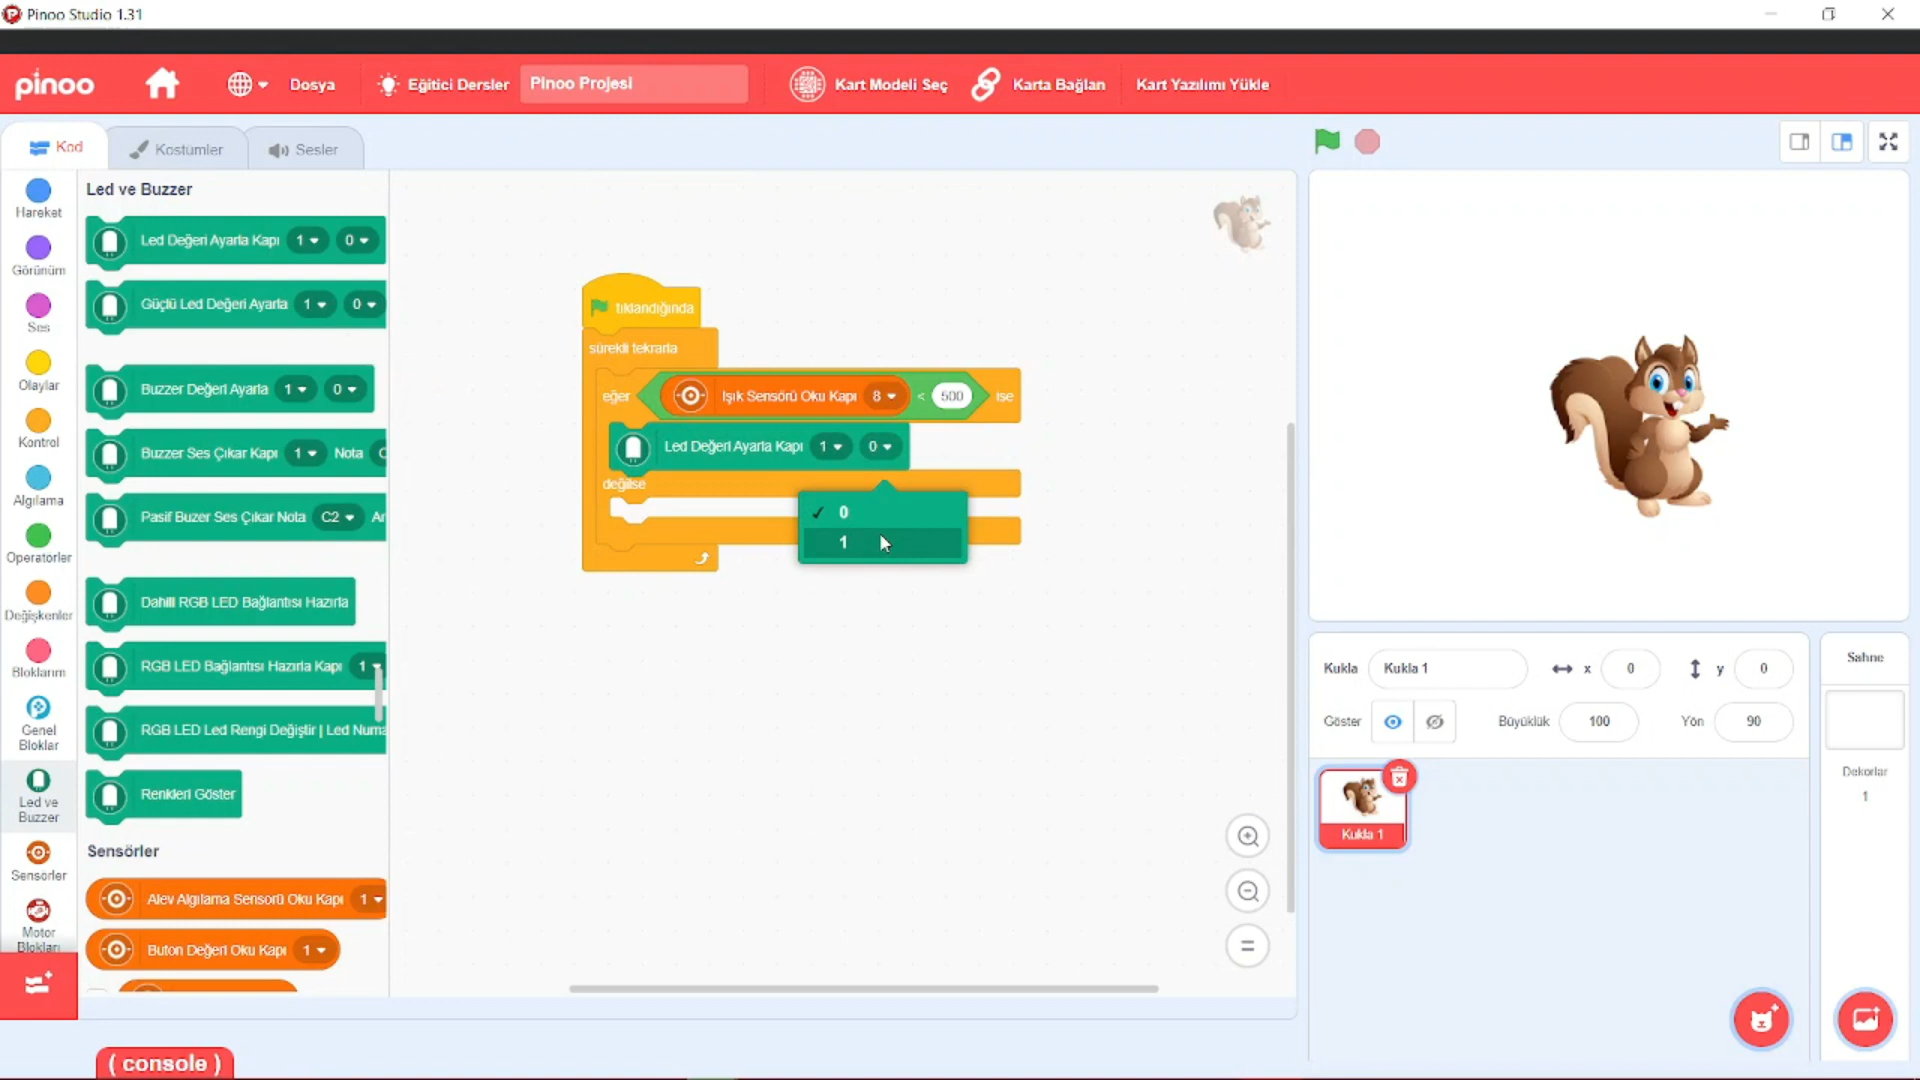 Pinoo Studio 1.31
pinoo
Dosya
Eğitici Dersler
Pinoo Projesi
Kart Modeli Seç
Karta Bağlan
Kart Yazılımı Yükle
Kod
Kostümler
Sesler
Hareket
Görünüm
Ses
Olaylar
Kontrol
Algılama
Operatörler
Değişkenler
Bloklarım
Genel
Bloklar
Led ve
Buzzer
Sensörler
Motor
Blokları
Led ve Buzzer
Led Değeri Ayarla Kapı 1 0
Güçlü Led Değeri Ayarla 1 0
Buzzer Değeri Ayarla 1 0
Buzzer Ses Çıkar Kapı 1 Nota C
Pasif Buzer Ses Çıkar Nota C2 Ar
Dahili RGB LED Bağlantısı Hazırla
RGB LED Bağlantısı Hazırla Kapı 1
RGB LED Led Rengi Değiştir | Led Numa
Renkleri Göster
Sensörler
Alev Algılama Sensorü Oku Kapı 1
Buton Değeri Oku Kapı 1
tıklandığında
sürekli tekrarla
eğer Işık Sensörü Oku Kapı 8 < 500 ise
Led Değeri Ayarla Kapı 1 0
değilse
✓ 0
1
Kukla Kukla 1 x 0 y 0
Göster Büyüklük 100 Yön 90
Kukla 1
Sahne
Dekorlar
1
( console )